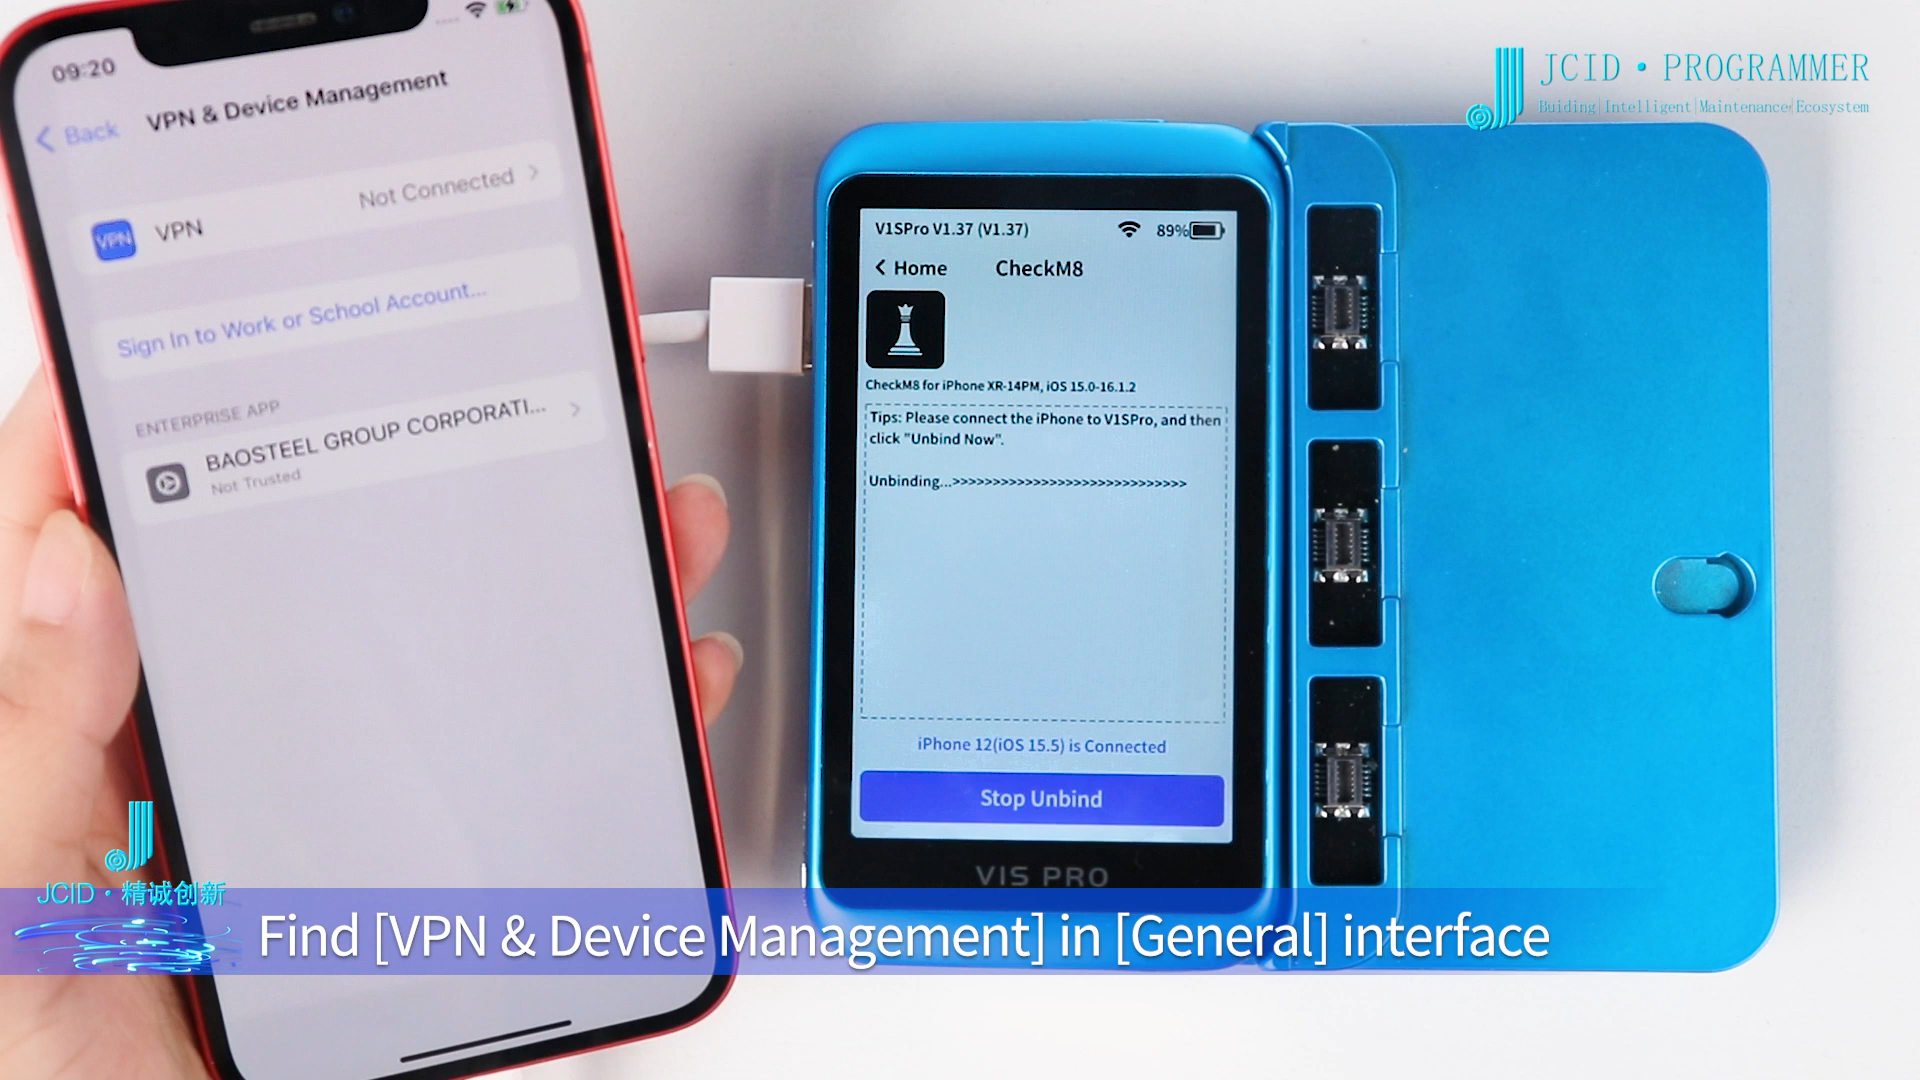 09:20
Back
VPN & Device Management
VPN
VPN
Not Connected
Sign In to Work or School Account...
ENTERPRISE APP
BAOSTEEL GROUP CORPORATI...
Not Trusted
JCID · PROGRAMMER
Buiding|Intelligent|Maintenance|Ecosystem
V1SPro V1.37 (V1.37)
89%
Home
CheckM8
CheckM8 for iPhone XR-14PM, iOS 15.0-16.1.2
Tips: Please connect the iPhone to V1SPro, and then
click "Unbind Now".
Unbinding...>>>>>>>>>>>>>>>>>>>>>>>>>>>>>
iPhone 12(iOS 15.5) is Connected
Stop Unbind
VIS PRO
JCID · 精诚创新
Find [VPN & Device Management] in [General] interface